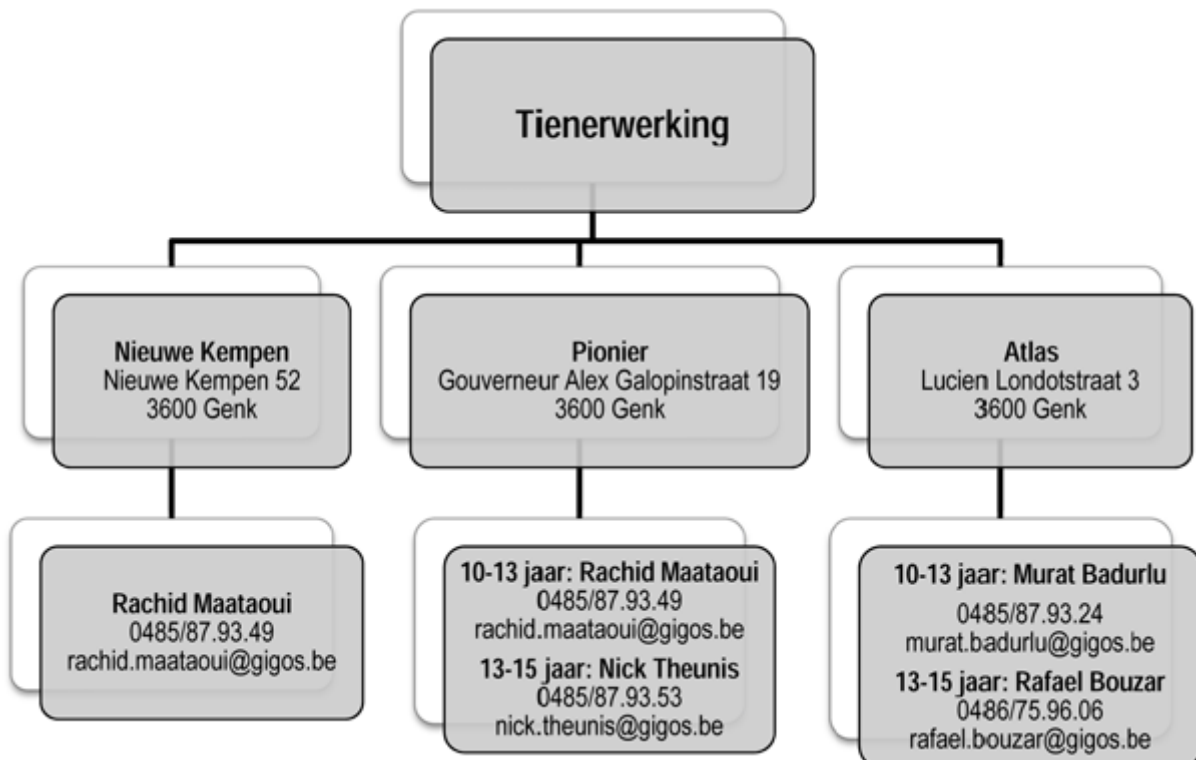 Tienerwerking
Nieuwe Kempen
Nieuwe Kempen 52
3600 Genk
Pionier
Gouverneur Alex Galopinstraat 19
3600 Genk
Atlas
Lucien Londotstraat 3
3600 Genk
Rachid Maataoui
0485/87.93.49
rachid.maataoui@gigos.be
10-13 jaar: Rachid Maataoui
0485/87.93.49
rachid.maataoui@gigos.be
13-15 jaar: Nick Theunis
0485/87.93.53
nick.theunis@gigos.be
10-13 jaar: Murat Badurlu
0485/87.93.24
murat.badurlu@gigos.be
13-15 jaar: Rafael Bouzar
0486/75.96.06
rafael.bouzar@gigos.be